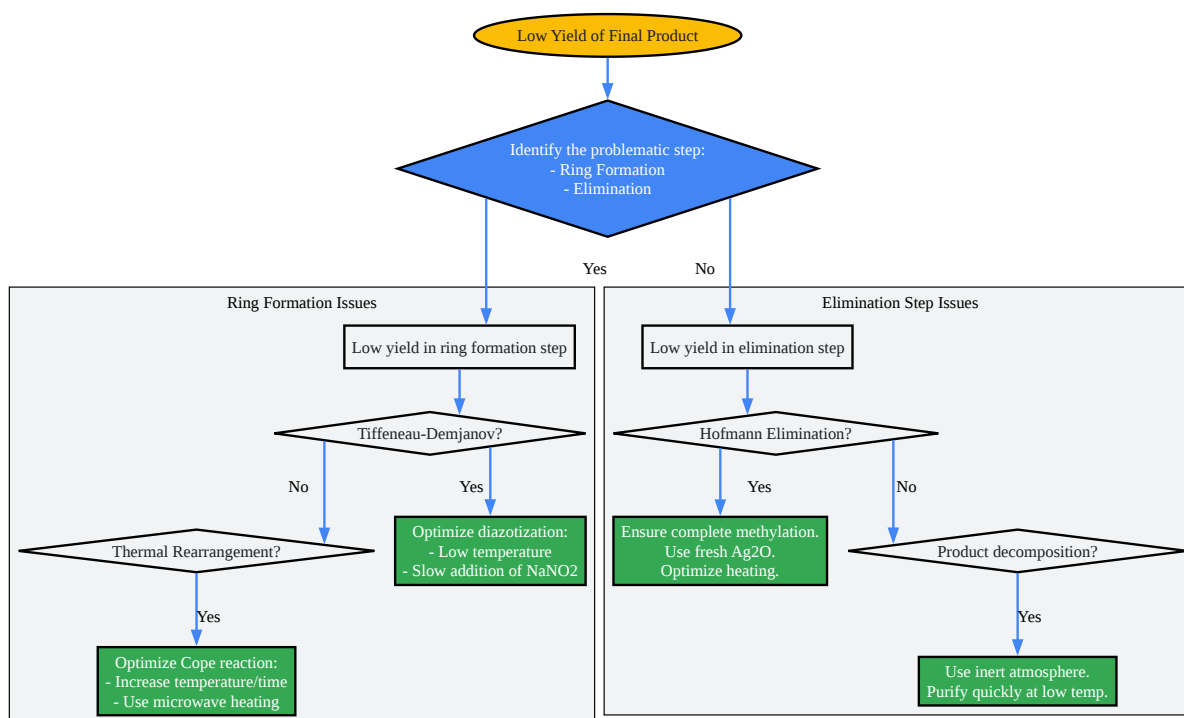 Low Yield of Final Product
Identify the problematic step:
- Ring Formation
- Elimination
Yes
No
Ring Formation Issues
Low yield in ring formation step
Tiffeneau-Demjanov?
No
Yes
Optimize diazotization:
- Low temperature
- Slow addition of NaNO2
Thermal Rearrangement?
Yes
Optimize Cope reaction:
- Increase temperature/time
- Use microwave heating
Elimination Step Issues
Low yield in elimination step
Hofmann Elimination?
Yes
No
Ensure complete methylation.
Use fresh Ag2O.
Optimize heating.
Product decomposition?
Yes
Use inert atmosphere.
Purify quickly at low temp.